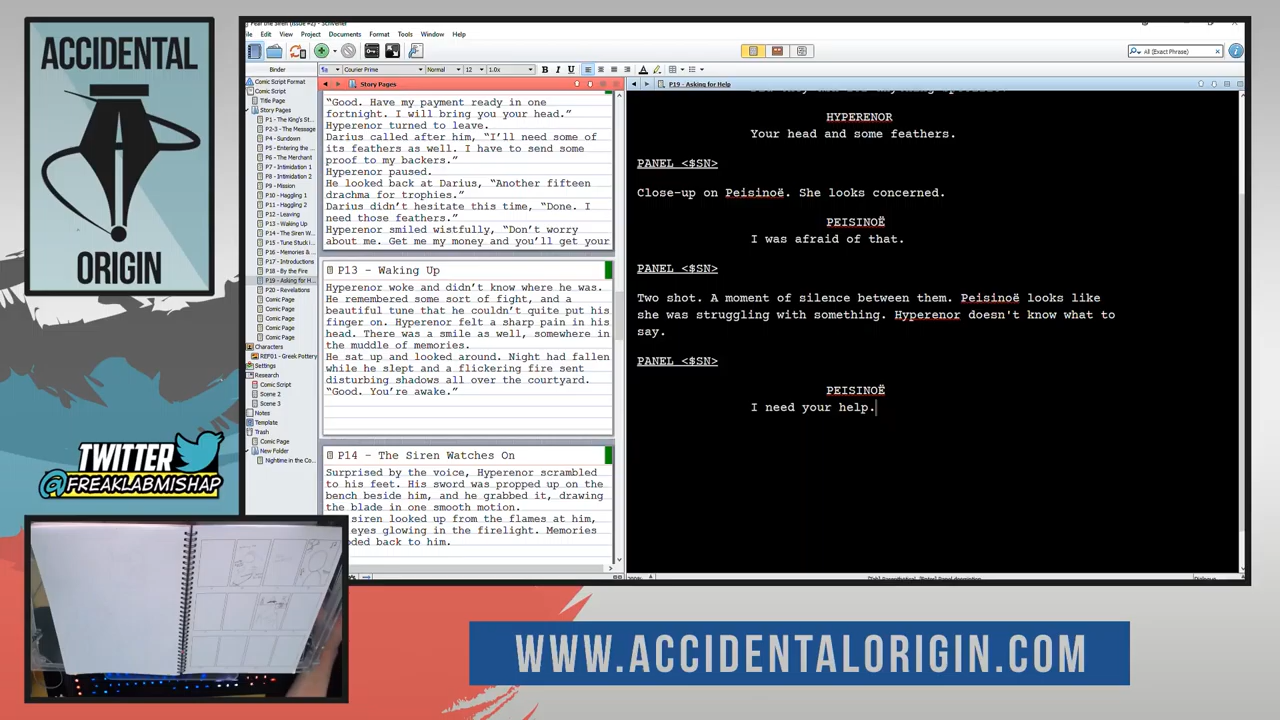 ACCIDENTAL
ORIGIN
TWITTER
@FREAKLABMISHAP
WWW.ACCIDENTALORIGIN.COM
Edit View Project Documents Format Tools Window Help
All (Exact Phrase)
Courier Prime Normal 12 1.0x B I U
Binder
Comic Script Format
Comic Script
Title Page
Story Pages
P1 - The King's St...
P2-3 - The Message
P4 - Sundown
P5 - Entering the ...
P6 - The Merchant
P7 - Intimidation 1
P8 - Intimidation 2
P9 - Mission
P10 - Haggling 1
P11 - Haggling 2
P12 - Leaving
P13 - Waking Up
P14 - The Siren W...
P15 - Tune Stuck i...
P16 - Memories & ...
P17 - Introductions
P18 - By the Fire
P19 - Asking for H...
P20 - Revelations
Comic Page
Comic Page
Comic Page
Comic Page
Comic Page
Characters
REF01 - Greek Pottery
Settings
Research
Comic Script
Scene 2
Scene 3
Notes
Template
Trash
Comic Page
New Folder
Nightime in the Co...
Story Pages
“Good. Have my payment ready in one
fortnight. I will bring you your head.”
Hyperenor turned to leave.
Darius called after him, “I’ll need some of
its feathers as well. I have to send some
proof to my backers.”
Hyperenor paused.
He looked back at Darius, “Another fifteen
drachma for trophies.”
Darius didn’t hesitate this time, “Done. I
need those feathers.”
Hyperenor smiled wistfully, “Don’t worry
about me. Get me my money and you’ll get your
P13 - Waking Up
Hyperenor woke and didn’t know where he was.
He remembered some sort of fight, and a
beautiful tune that he couldn’t quite put his
finger on. Hyperenor felt a sharp pain in his
head. There was a smile as well, somewhere in
the muddle of memories.
He sat up and looked around. Night had fallen
while he slept and a flickering fire sent
disturbing shadows all over the courtyard.
“Good. You’re awake.”
P14 - The Siren Watches On
Surprised by the voice, Hyperenor scrambled
to his feet. His sword was propped up on the
bench beside him, and he grabbed it, drawing
the blade in one smooth motion.
siren looked up from the flames at him,
eyes glowing in the firelight. Memories
ded back to him.
P19 - Asking for Help
HYPERENOR
Your head and some feathers.
PANEL <$SN>
Close-up on Peisinoë. She looks concerned.
PEISINOË
I was afraid of that.
PANEL <$SN>
Two shot. A moment of silence between them. Peisinoë looks like
she was struggling with something. Hyperenor doesn't know what to
say.
PANEL <$SN>
PEISINOË
I need your help.